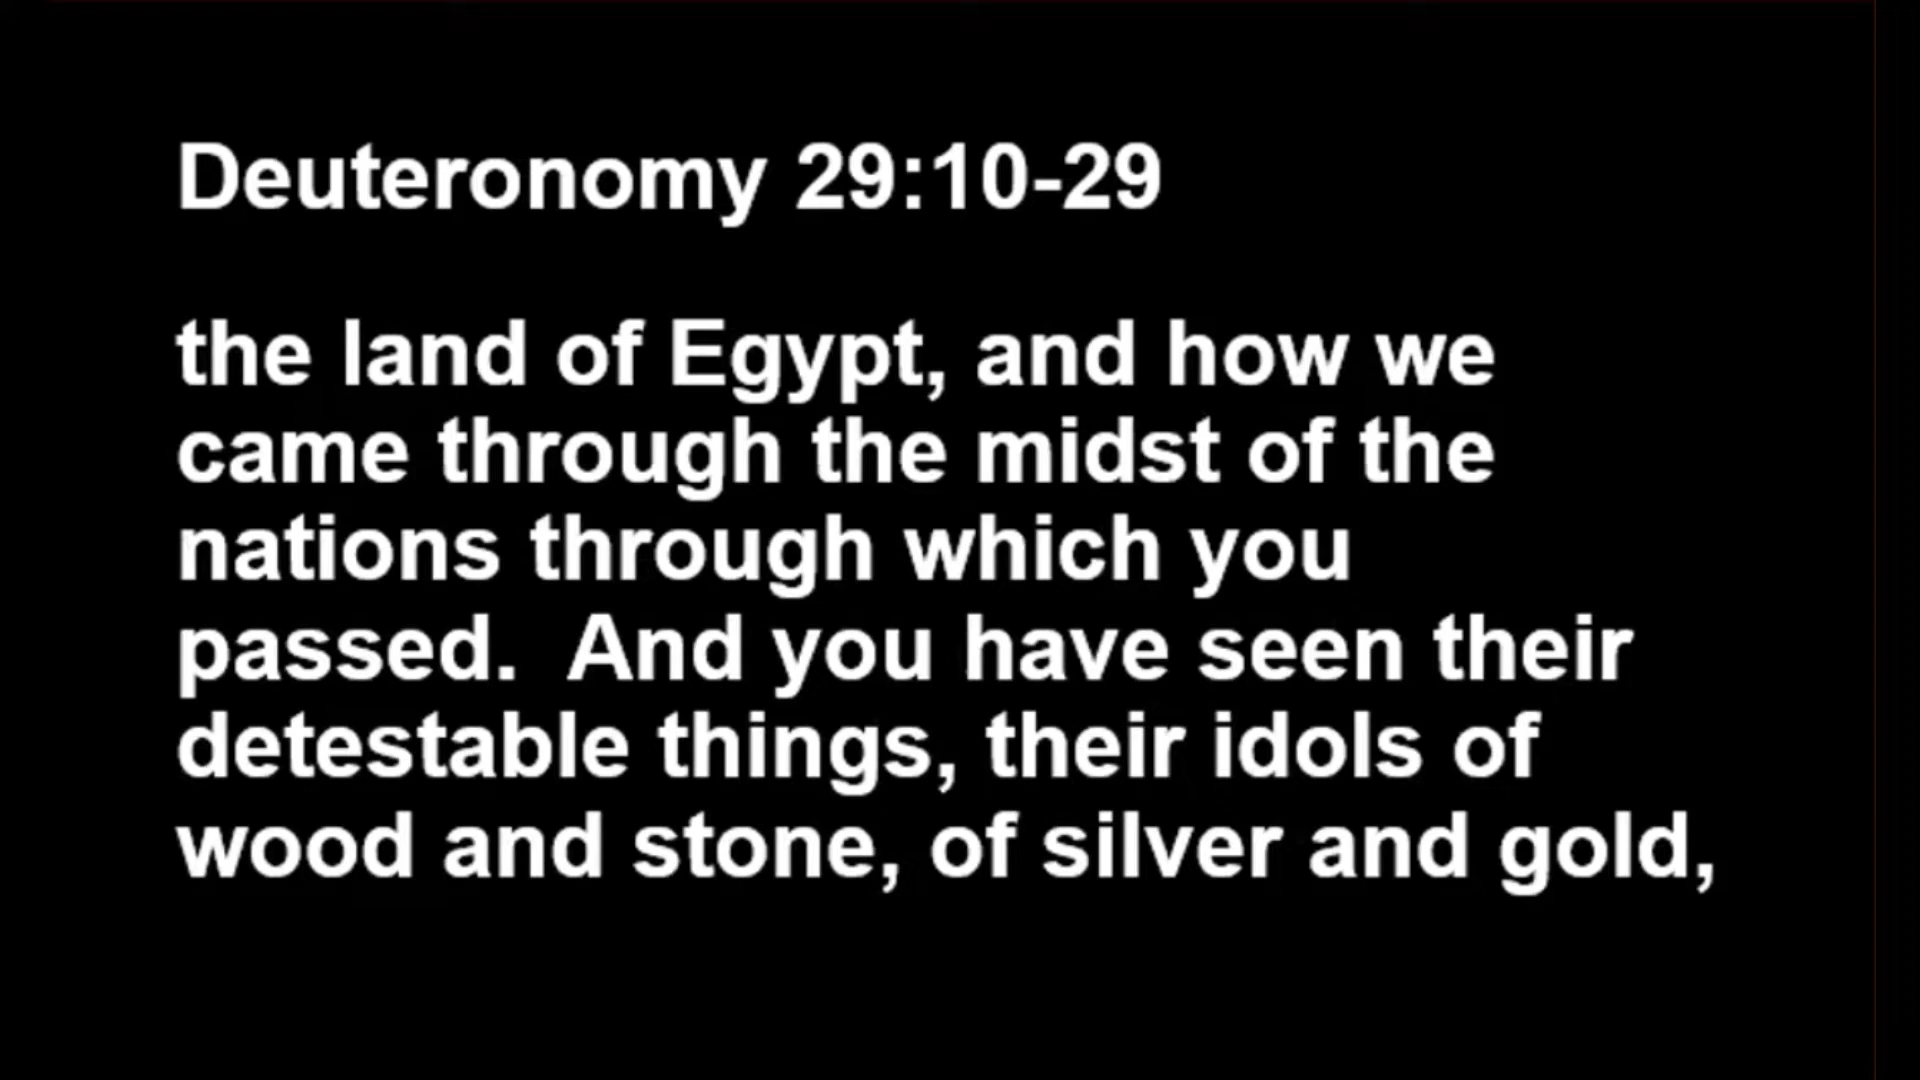 Deuteronomy 29:10-29
the land of Egypt, and how we
came through the midst of the
nations through which you
passed.  And you have seen their
detestable things, their idols of
wood and stone, of silver and gold,